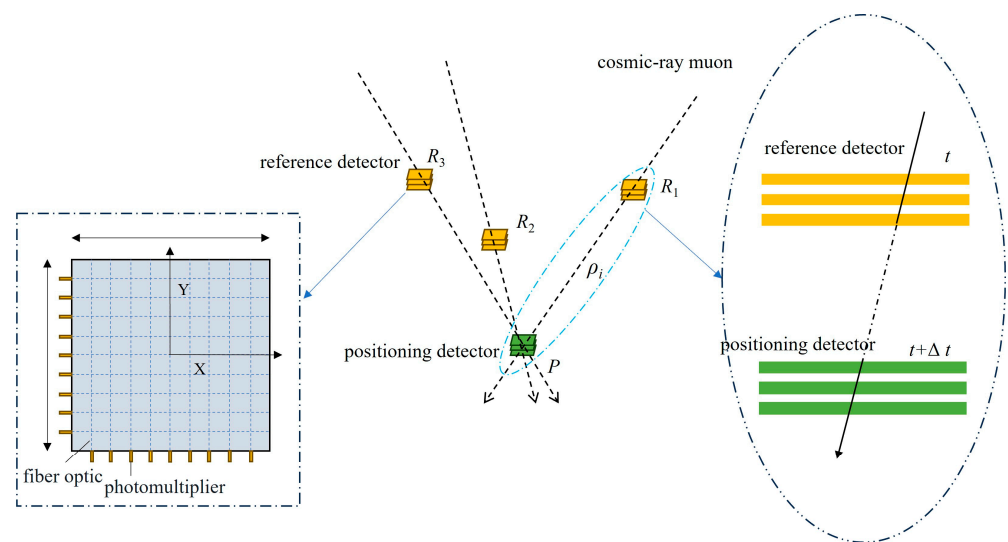 cosmic-ray muon
reference detector
R₃
R₁
R₂
ρᵢ
positioning detector
P
reference detector
t
positioning detector
t+Δ t
Y
X
fiber optic
photomultiplier